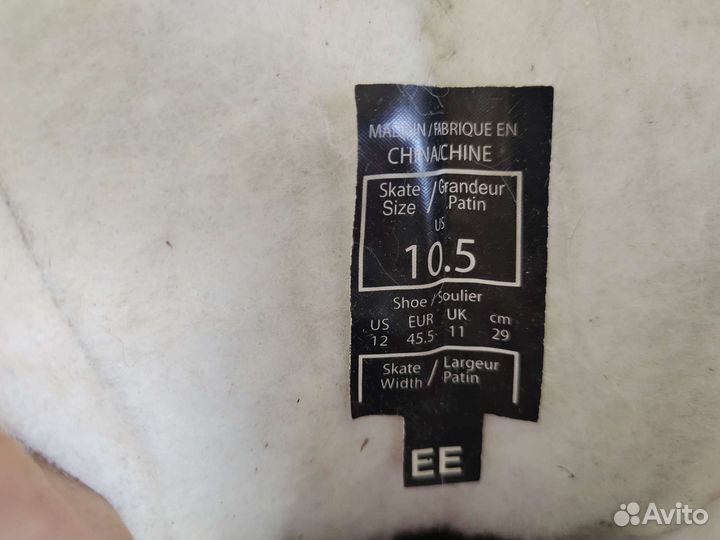 MADE IN/FABRIQUE EN
CHINA/CHINE
Skate / Grandeur
Size / Patin
US
10.5
Shoe / Soulier
US EUR UK cm
12 45.5 11 29
Skate / Largeur
Width / Patin
EE
Avito